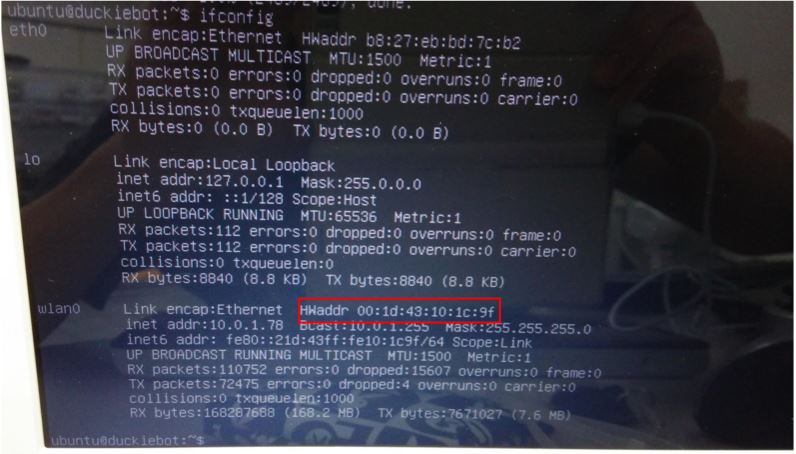 done.
ubuntu@duckiebot:~$ ifconfig
eth0 Link encap:Ethernet HWaddr b8:27:eb:bd:7c:b2
UP BROADCAST MULTICAST MTU:1500 Metric:1
RX packets:0 errors:0 dropped:0 overruns:0 frame:0
TX packets:0 errors:0 dropped:0 overruns:0 carrier:0
collisions:0 txqueuelen:1000
RX bytes:0 (0.0 B) TX bytes:0 (0.0 B)
lo Link encap:Local Loopback
inet addr:127.0.0.1 Mask:255.0.0.0
inet6 addr: ::1/128 Scope:Host
UP LOOPBACK RUNNING MTU:65536 Metric:1
RX packets:112 errors:0 dropped:0 overruns:0 frame:0
TX packets:112 errors:0 dropped:0 overruns:0 carrier:0
collisions:0 txqueuelen:0
RX bytes:8840 (8.8 KB) TX bytes:8840 (8.8 KB)
wlan0 Link encap:Ethernet HWaddr 00:1d:43:10:1c:9f
inet addr:10.0.1.78 Bcast:10.0.1.255 Mask:255.255.255.0
inet6 addr: fe80::21d:43ff:fe10:1c9f/64 Scope:Link
UP BROADCAST RUNNING MULTICAST MTU:1500 Metric:1
RX packets:110752 errors:0 dropped:15607 overruns:0 frame:0
TX packets:72475 errors:0 dropped:4 overruns:0 carrier:0
collisions:0 txqueuelen:1000
RX bytes:168287688 (168.2 MB) TX bytes:7671027 (7.6 MB)
ubuntu@duckiebot:~$